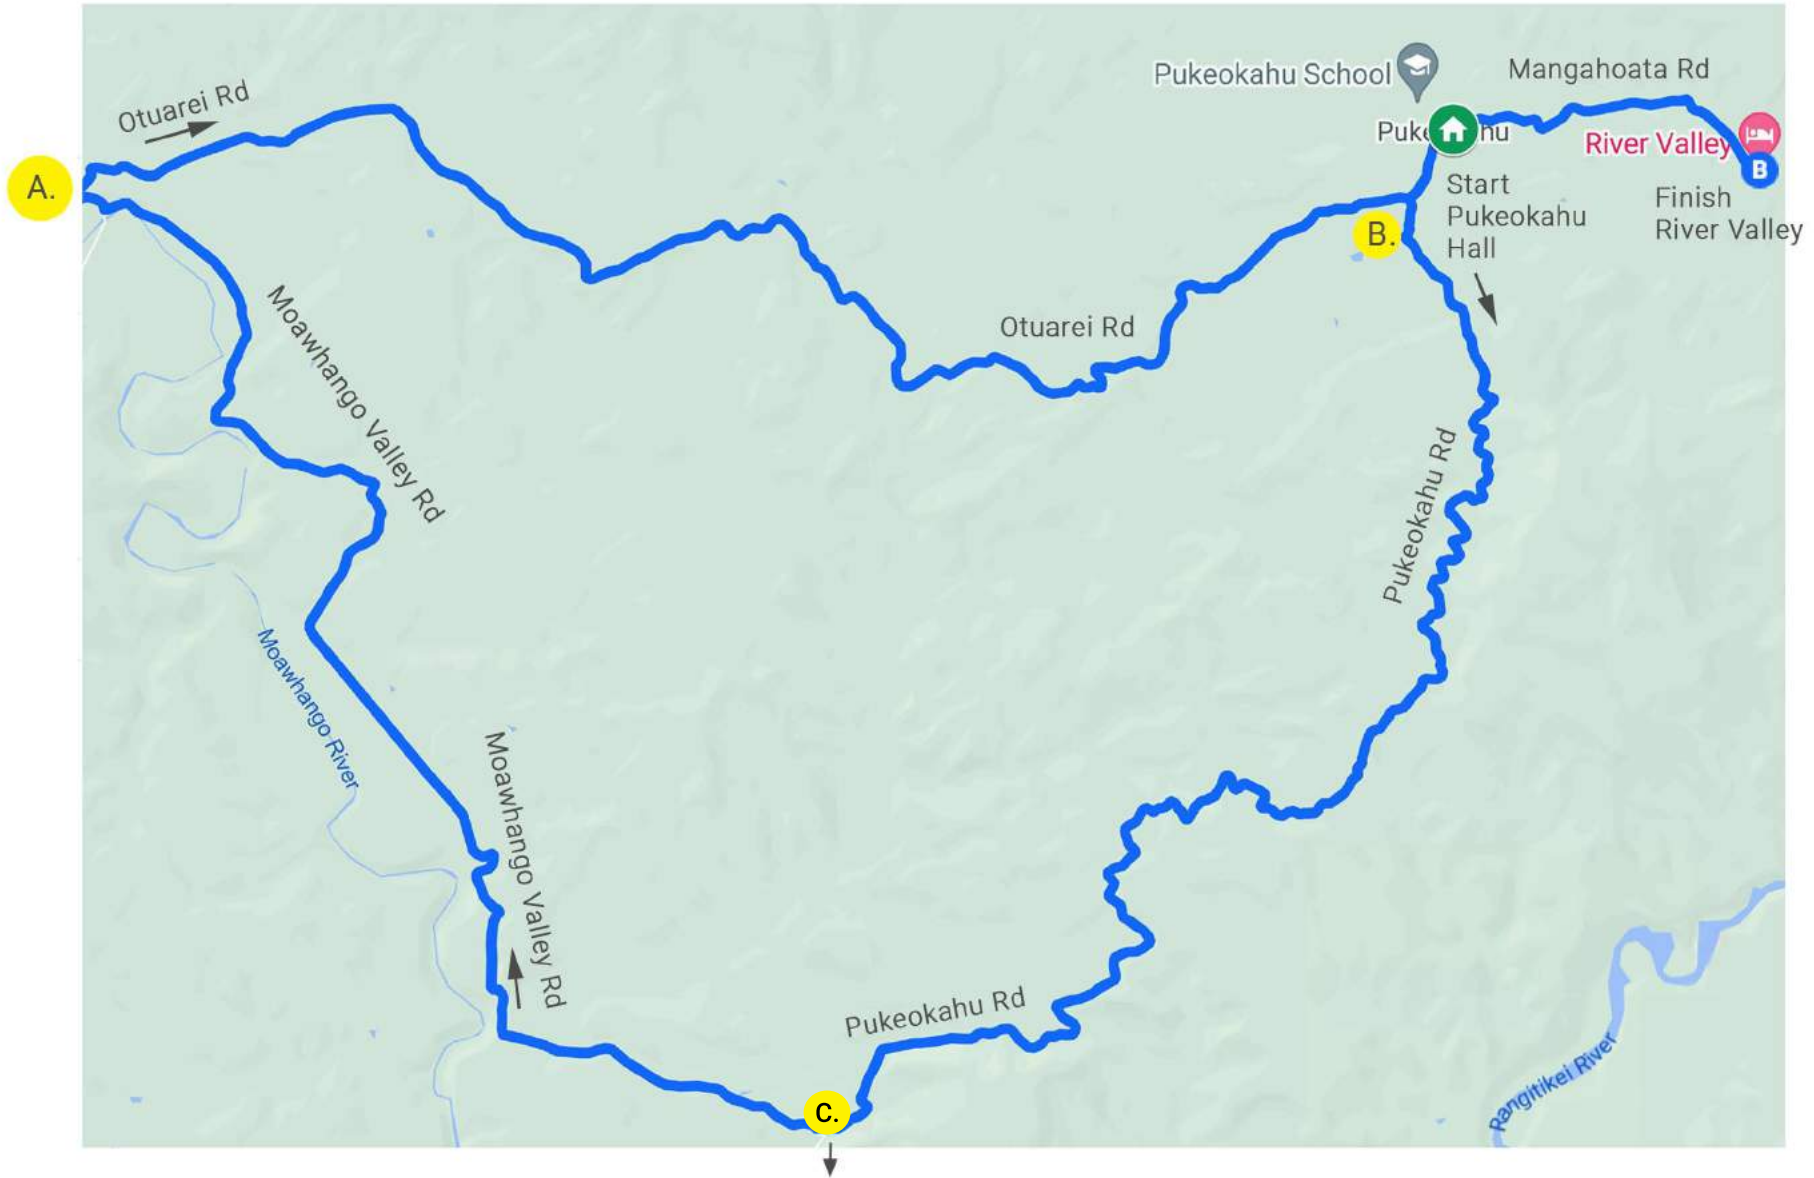 Pukeokahu School
Mangahoata Rd
Otuarei Rd
Puke
hu
River Valley
B
A.
Start
Pukeokahu
Hall
Finish
River Valley
B.
Otuarei Rd
Moawhango Valley Rd
Pukeokahu Rd
Moawhango River
Moawhango Valley Rd
Pukeokahu Rd
Rangitikei River
C.